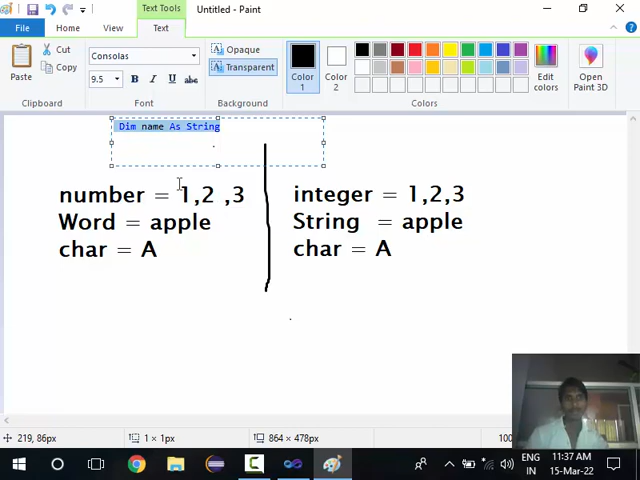 Text Tools
Untitled - Paint
File
Home
View
Text
Paste
Cut
Copy
Clipboard
Consolas
9.5
B I U abc
Font
Opaque
Transparent
Background
Color 1
Color 2
Edit colors
Colors
Open Paint 3D
Dim name As String
number = 1,2 ,3
Word = apple
char = A
integer = 1,2,3
String = apple
char = A
219, 86px
1 × 1px
864 × 478px
ENG
IN
11:37 AM
15-Mar-22